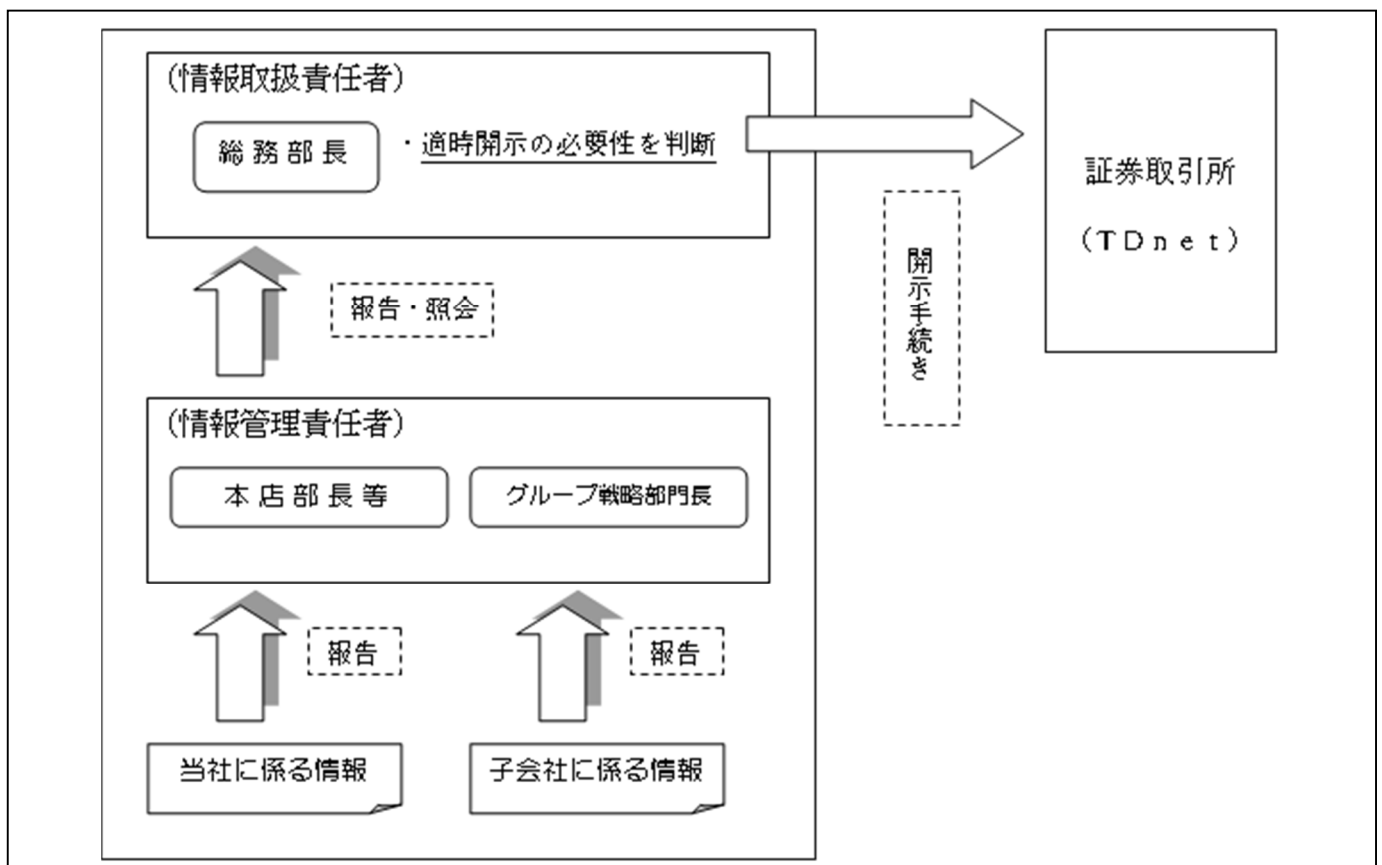 (情報取扱責任者)
総務部長
・適時開示の必要性を判断
証券取引所
(TDnet)
開示手続き
報告・照会
(情報管理責任者)
本店部長等
グループ戦略部門長
報告
報告
当社に係る情報
子会社に係る情報